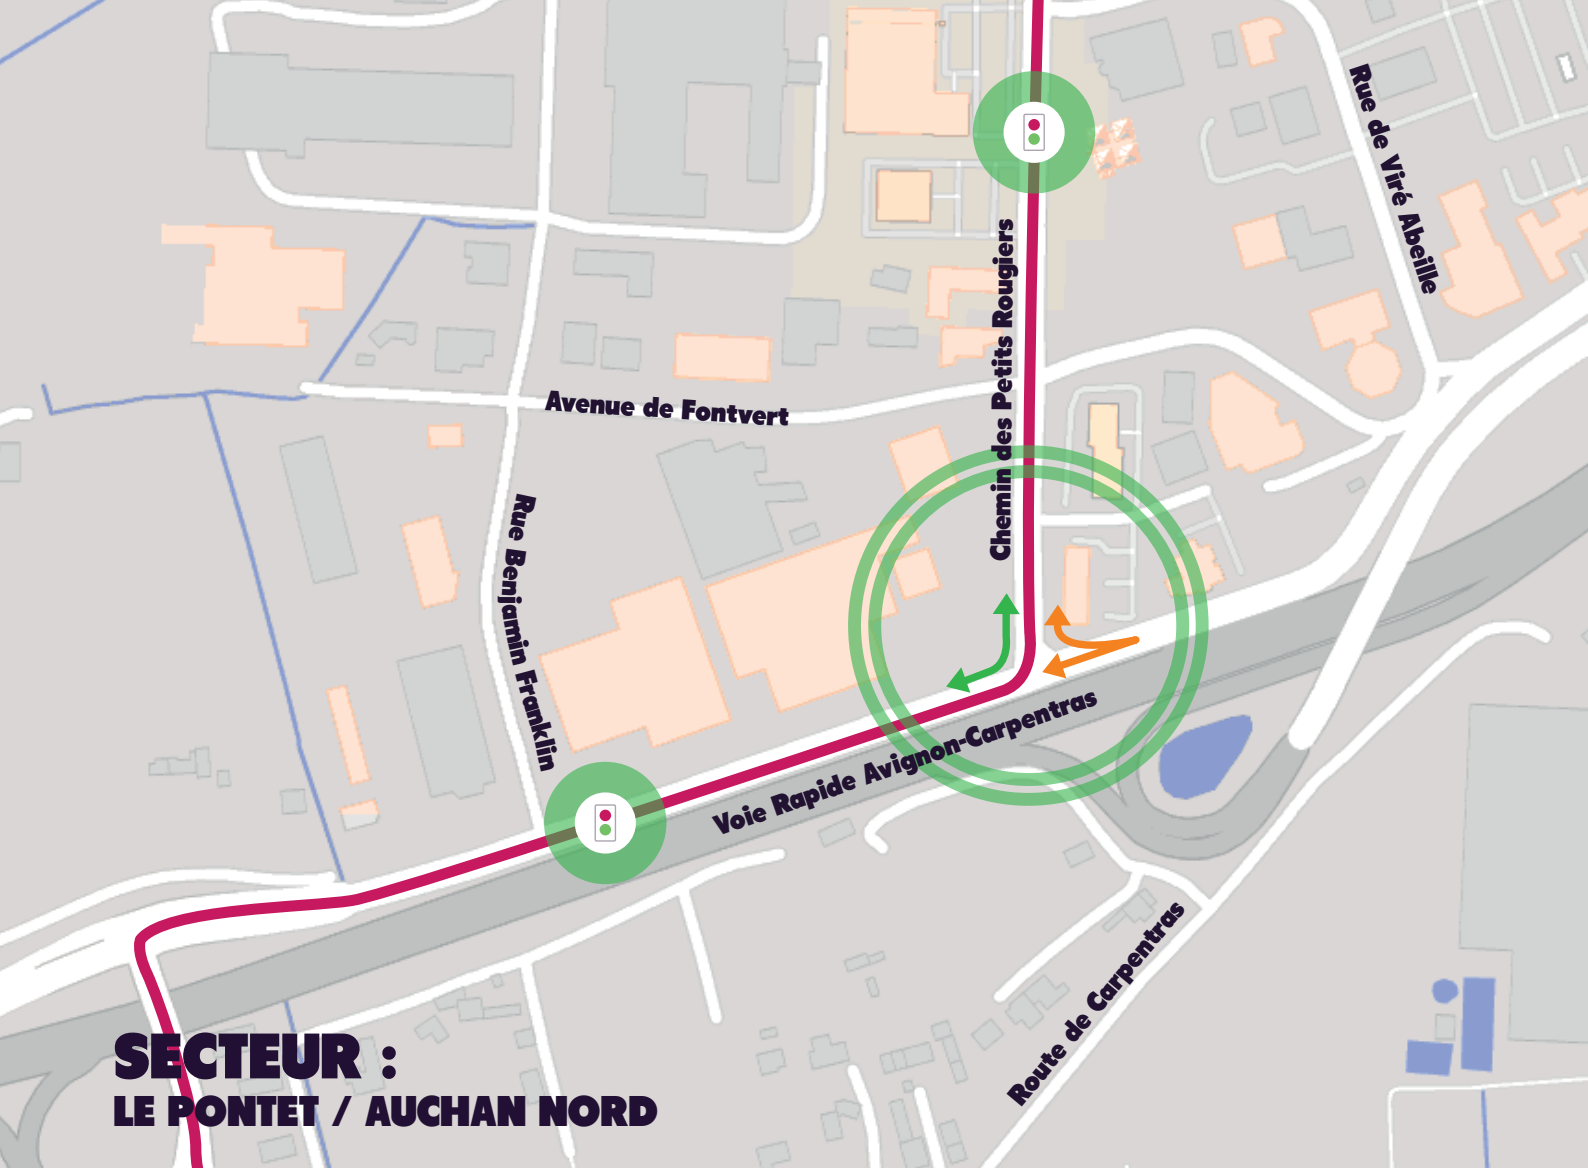 Rue de Viré Abeille
Chemin des Petits Rougiers
Avenue de Fontvert
Rue Benjamin Franklin
Voie Rapide Avignon-Carpentras
Route de Carpentras
SECTEUR :
LE PONTET / AUCHAN NORD